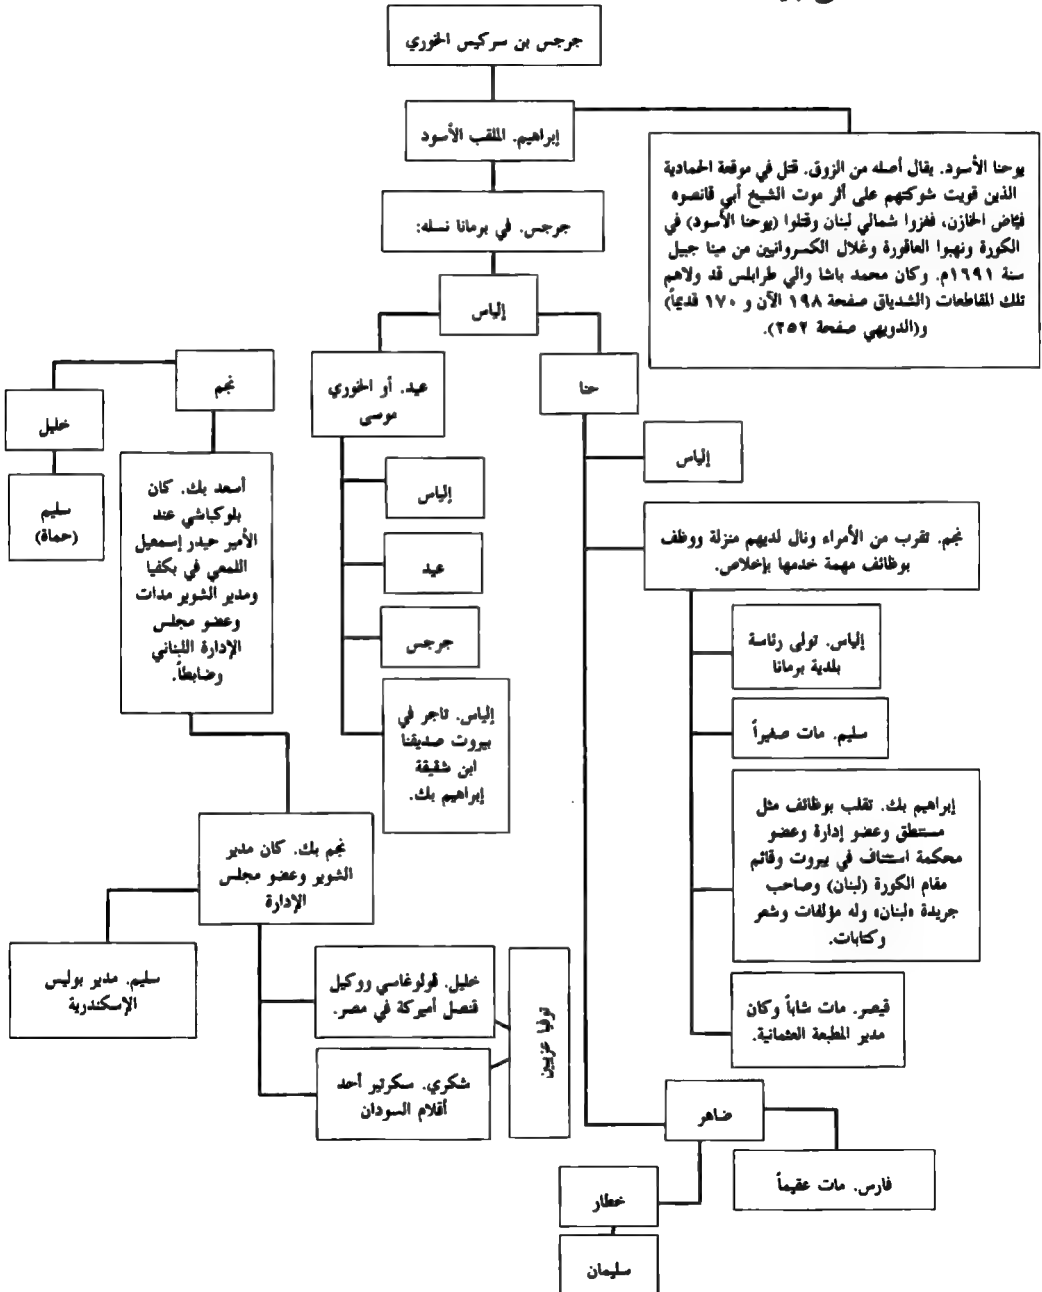 جرجس بن سركيس الخوري
إبراهيم. الملقب الأسود
يوحنا الأسود. يقال أصله من الزوق. قتل في موقعة الحمادية
الذين قويت شوكتهم على أثر موت الشيخ أبي قانصوه
فيّاض الخازن، فغزوا شمالي لبنان وقتلوا (يوحنا الأسود) في
الكورة ونهبوا العاقورة وغلال الكسروانيين من مينا جبيل
سنة ١٦٩١م. وكان محمد باشا والي طرابلس قد ولاهم
تلك المقاطعات (الشدياق صفحة ١٩٨ الآن و ١٧٠ قديماً)
و(الدويهي صفحة ٢٥٢).
جرجس. في برمانا نسله:
إلياس
حنا
عيد. أو الخوري
موسى
نجم
خليل
سليم
(حماة)
إلياس
نجم. تقرب من الأمراء ونال لديهم منزلة ووظف
بوظائف مهمة خدمها بإخلاص.
إلياس. تولى رئاسة
بلدية برمانا
سليم. مات صغيراً
إبراهيم بك. تقلب بوظائف مثل
مستنطق وعضو إدارة وعضو
محكمة استئناف في بيروت وقائم
مقام الكورة (لبنان) وصاحب
جريدة «لبنان» وله مؤلفات وشعر
وكتابات.
قيصر. مات شاباً وكان
مدير المطبعة العثمانية.
ضاهر
فارس. مات عقيماً
خطار
سليمان
إلياس
عيد
جرجس
إلياس. تاجر في
بيروت صديقنا
ابن شقيقة
إبراهيم بك.
أسعد بك. كان
بلوكباشي عند
الأمير حيدر إسمعيل
اللمعي في بكفيا
ومدير الشوير مدات
وعضو مجلس
الإدارة اللبناني
وضابطاً.
نجم بك. كان مدير
الشوير وعضو مجلس
الإدارة
سليم. مدير بوليس
الإسكندرية
خليل. قولوغاسي ووكيل
قنصل أميركة في مصر.
شكري. سكرتير أحد
أقلام السودان
توفيا عزبين